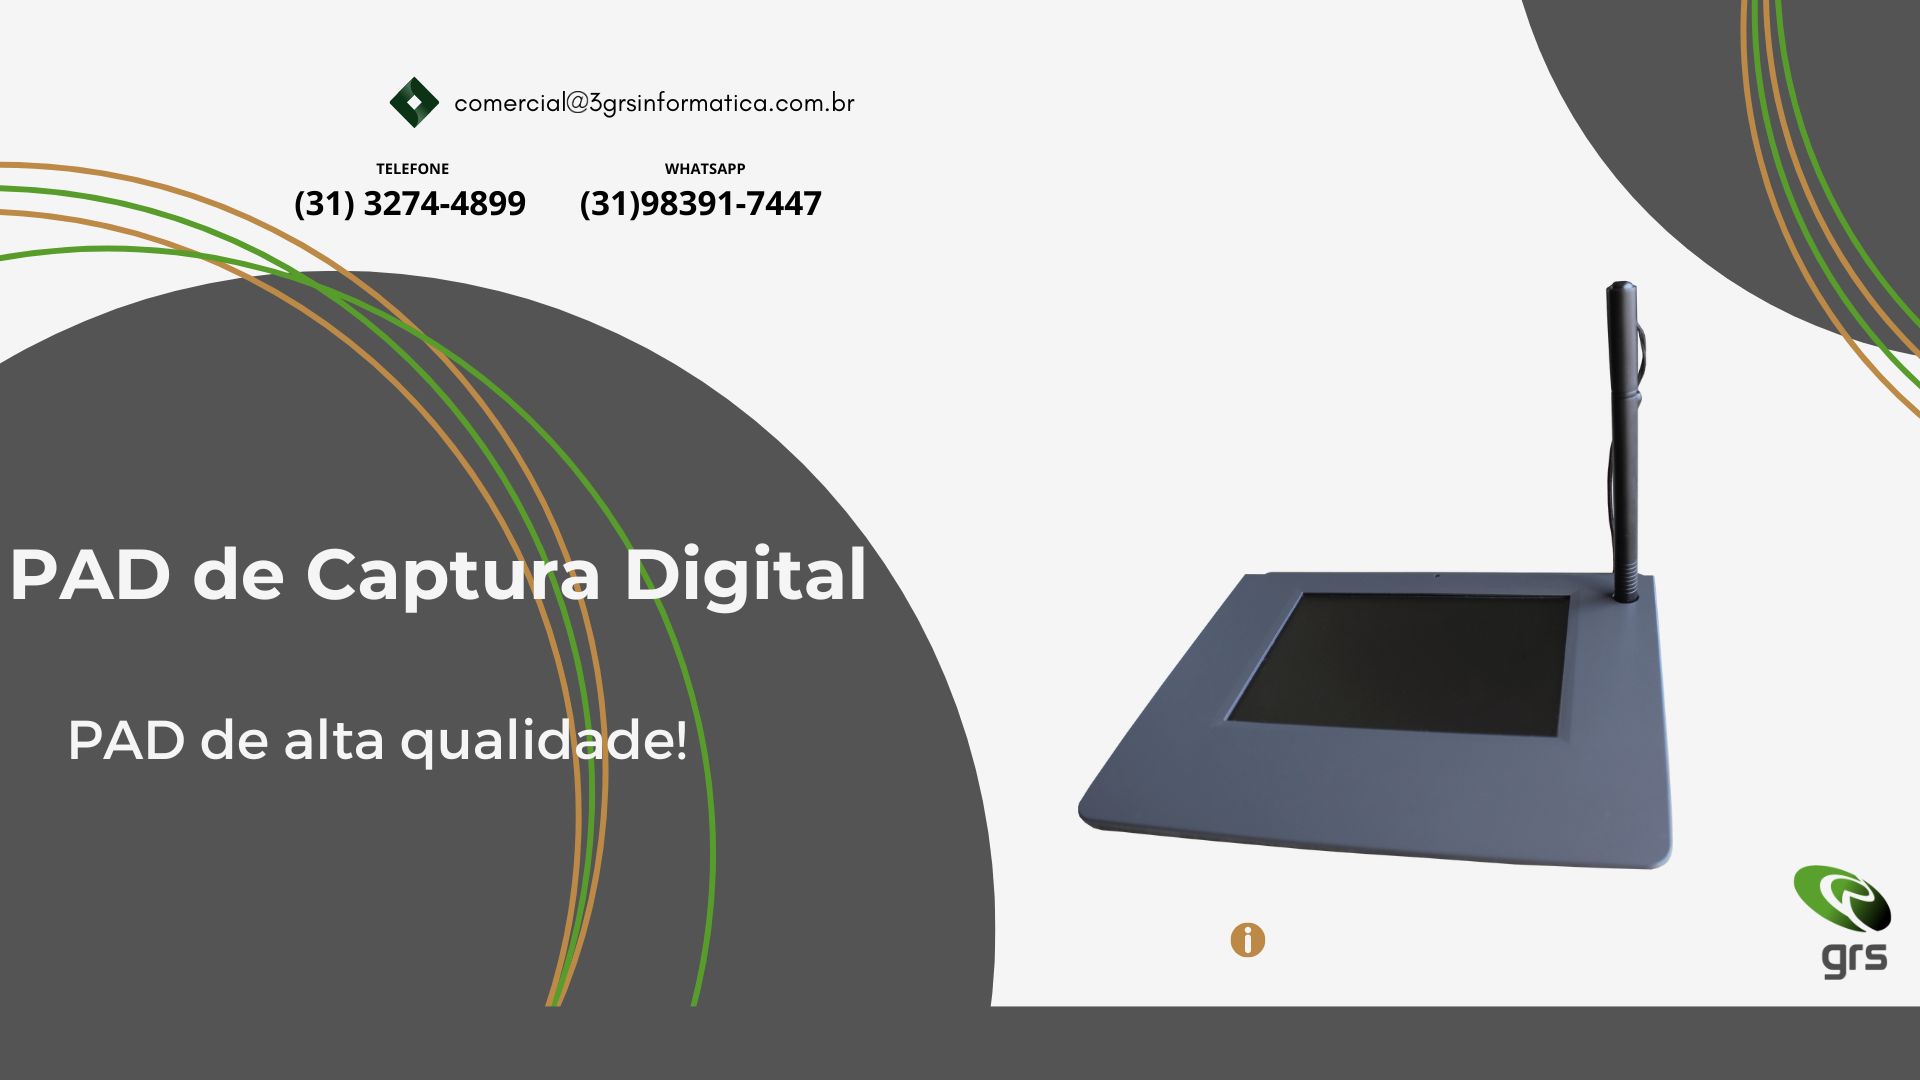 comercial@3grsinformatica.com.br
TELEFONE
(31) 3274-4899
WHATSAPP
(31)98391-7447
PAD de Captura Digital
PAD de alta qualidade!
i
grs